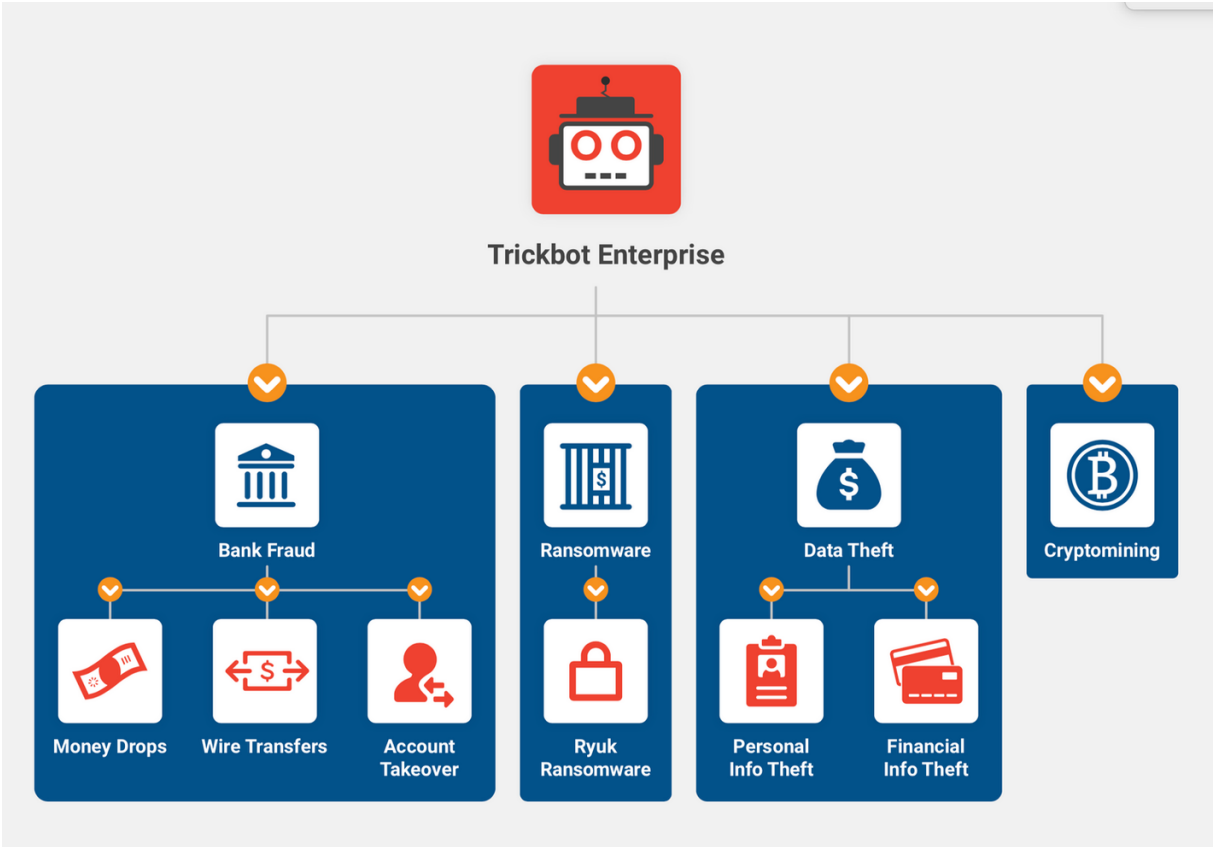 Trickbot Enterprise
Bank Fraud
Ransomware
Data Theft
Cryptomining
Money Drops
Wire Transfers
Account
Takeover
Ryuk
Ransomware
Personal
Info Theft
Financial
Info Theft